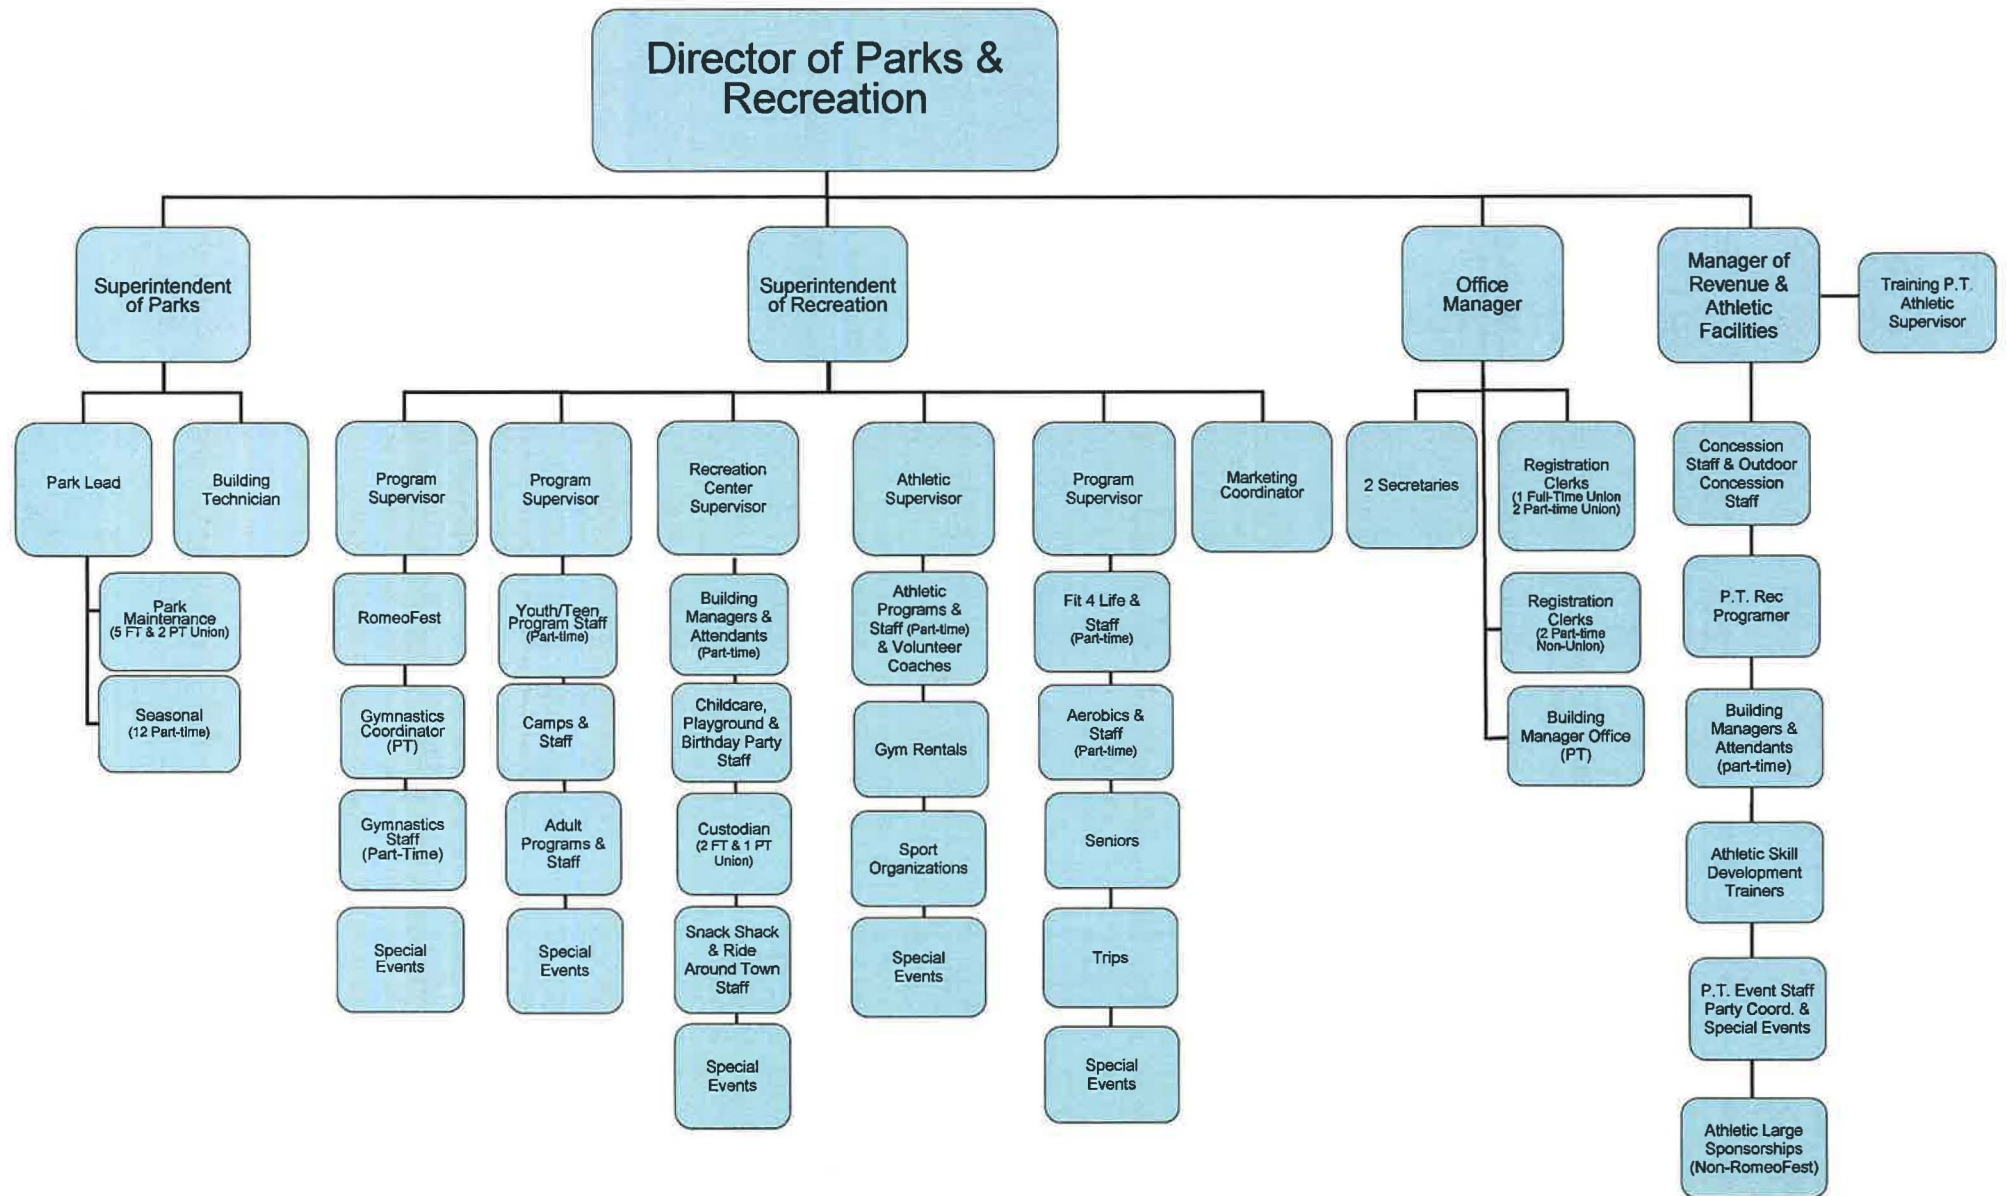 Director of Parks &
Recreation
Superintendent
of Parks
Superintendent
of Recreation
Office
Manager
Manager of
Revenue &
Athletic
Facilities
Training P.T.
Athletic
Supervisor
Park Lead
Building
Technician
Program
Supervisor
Program
Supervisor
Recreation
Center
Supervisor
Athletic
Supervisor
Program
Supervisor
Marketing
Coordinator
2 Secretaries
Registration
Clerks
(1 Full-Time Union
2 Part-time Union)
Concession
Staff & Outdoor
Concession
Staff
Park
Maintenance
(5 FT & 2 PT Union)
Seasonal
(12 Part-time)
RomeoFest
Gymnastics
Coordinator
(PT)
Gymnastics
Staff
(Part-Time)
Special
Events
Youth/Teen
Program Staff
(Part-time)
Camps &
Staff
Adult
Programs &
Staff
Special
Events
Building
Managers &
Attendants
(Part-time)
Childcare,
Playground &
Birthday Party
Staff
Custodian
(2 FT & 1 PT
Union)
Snack Shack
& Ride
Around Town
Staff
Special
Events
Athletic
Programs &
Staff (Part-time)
& Volunteer
Coaches
Gym Rentals
Sport
Organizations
Special
Events
Fit 4 Life &
Staff
(Part-time)
Aerobics &
Staff
(Part-time)
Seniors
Trips
Special
Events
Registration
Clerks
(2 Part-time
Non-Union)
Building
Manager Office
(PT)
P.T. Rec
Programer
Building
Managers &
Attendants
(part-time)
Athletic Skill
Development
Trainers
P.T. Event Staff
Party Coord. &
Special Events
Athletic Large
Sponsorships
(Non-RomeoFest)